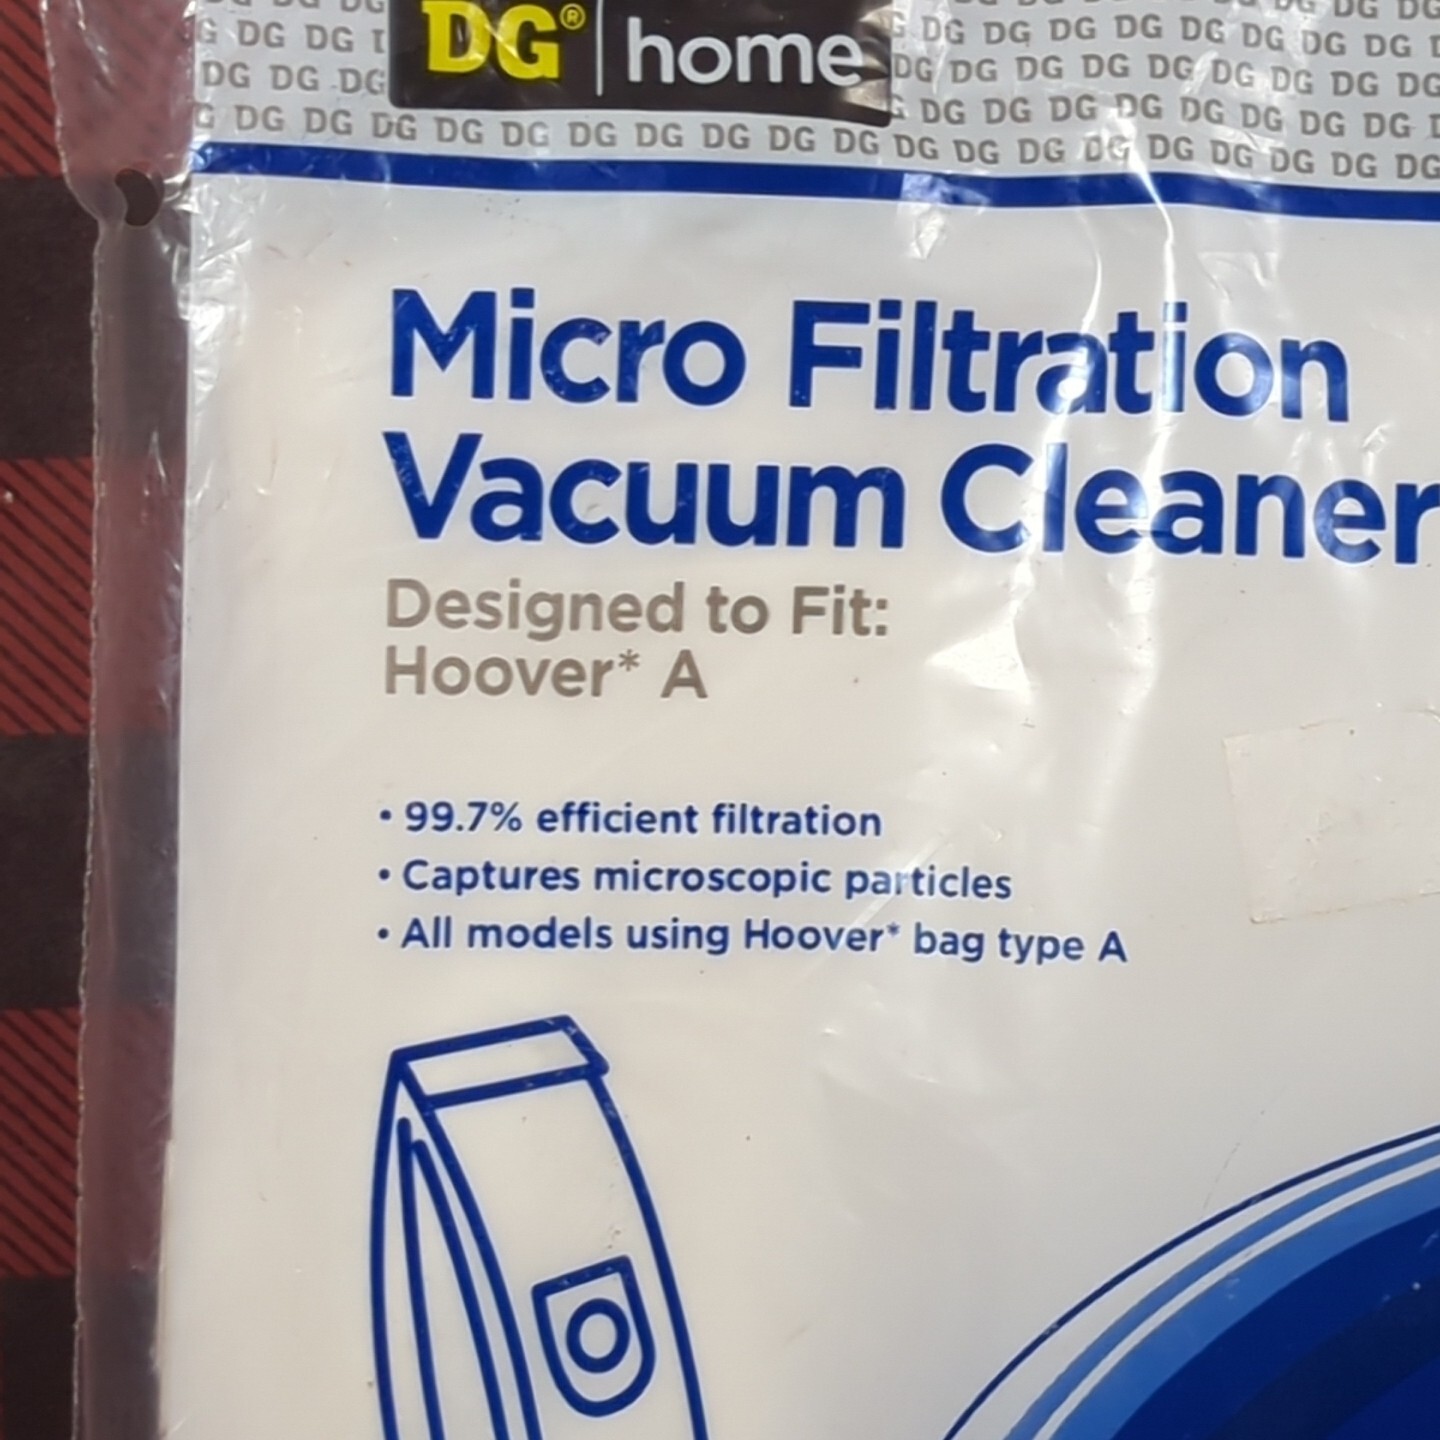 DG® home
Micro Filtration
Vacuum Cleaner
Designed to Fit:
Hoover* A
• 99.7% efficient filtration
• Captures microscopic particles
• All models using Hoover* bag type A